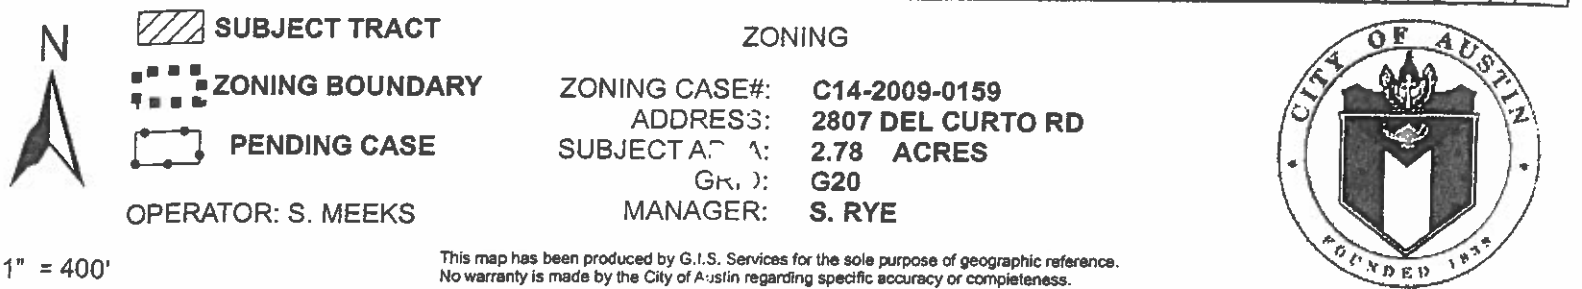 N
SUBJECT TRACT
ZONING BOUNDARY
PENDING CASE
OPERATOR: S. MEEKS
1" = 400'
ZONING
ZONING CASE#: C14-2009-0159
ADDRESS: 2807 DEL CURTO RD
SUBJECT 2.78 ACRES
G20
MANAGER: S. RYE
This map has been produced by G.I.S. Services for the sole purpose of geographic reference.
No warranty is made by the City of Austin regarding specific accuracy or completeness.
CITY OF AUSTIN
FOUNDED 1839